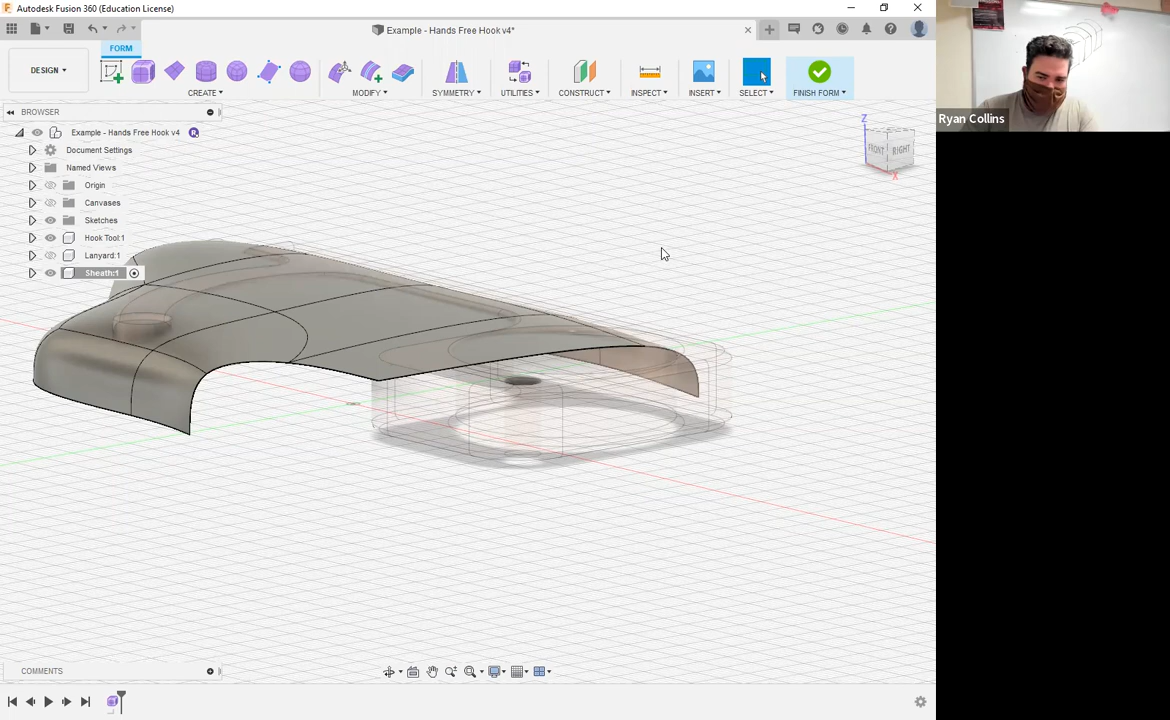 Autodesk Fusion 360 (Education License)
Example - Hands Free Hook v4*
FORM
DESIGN
CREATE
MODIFY
SYMMETRY
UTILITIES
CONSTRUCT
INSPECT
INSERT
SELECT
FINISH FORM
BROWSER
Example - Hands Free Hook v4
R
Document Settings
Named Views
Origin
Canvases
Sketches
Hook Tool:1
Lanyard:1
Sheath:1
Z
FRONT
RIGHT
X
Ryan Collins
COMMENTS